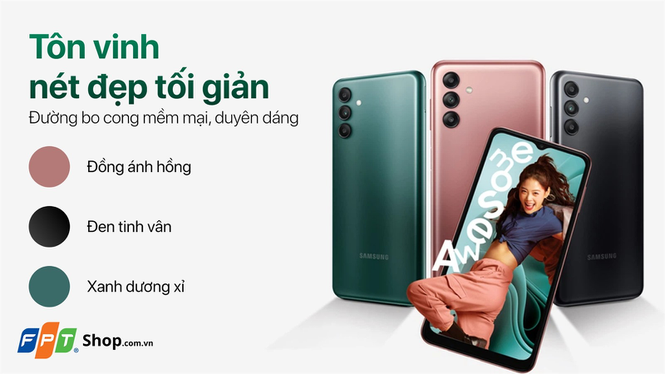 Tôn vinh
nét đẹp tối giản
Đường bo cong mềm mại, duyên dáng
Đồng ánh hồng
Đen tinh vân
Xanh dương xỉ
FPT® Shop.com.vn
SAMSUNG
SAMSUNG
Awesome